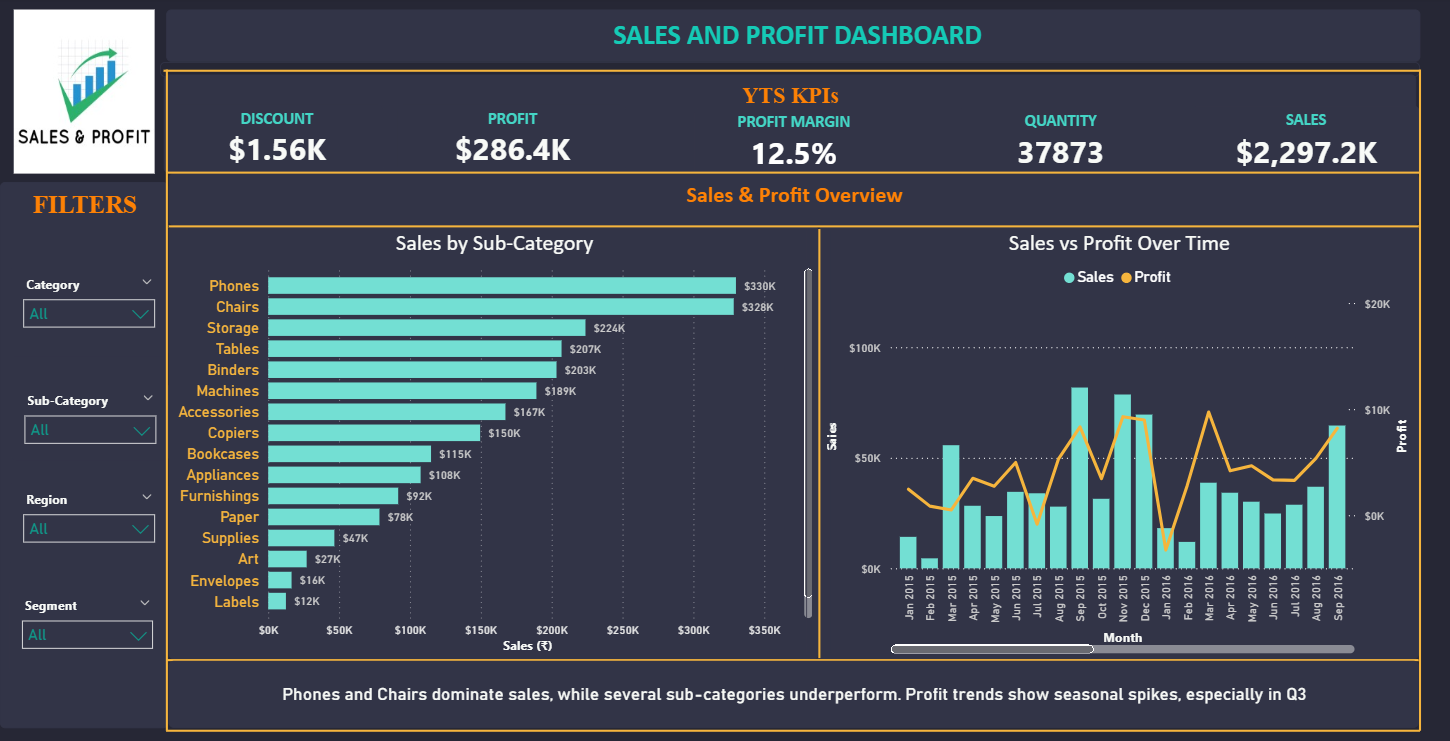 SALES & PROFIT
SALES AND PROFIT DASHBOARD
YTS KPIs
DISCOUNT
$1.56K
PROFIT
$286.4K
PROFIT MARGIN
12.5%
QUANTITY
37873
SALES
$2,297.2K
FILTERS
Category
All
Sub-Category
All
Region
All
Segment
All
Sales & Profit Overview
Sales by Sub-Category
Phones $330K
Chairs $328K
Storage $224K
Tables $207K
Binders $203K
Machines $189K
Accessories $167K
Copiers $150K
Bookcases $115K
Appliances $108K
Furnishings $92K
Paper $78K
Supplies $47K
Art $27K
Envelopes $16K
Labels $12K
$0K $50K $100K $150K $200K $250K $300K $350K
Sales (₹)
Sales vs Profit Over Time
Sales Profit
$100K
$50K
$0K
Sales
$20K
$10K
$0K
Profit
Jan 2015
Feb 2015
Mar 2015
Apr 2015
May 2015
Jun 2015
Jul 2015
Aug 2015
Sep 2015
Oct 2015
Nov 2015
Dec 2015
Jan 2016
Feb 2016
Mar 2016
Apr 2016
May 2016
Jun 2016
Jul 2016
Aug 2016
Sep 2016
Month
Phones and Chairs dominate sales, while several sub-categories underperform. Profit trends show seasonal spikes, especially in Q3